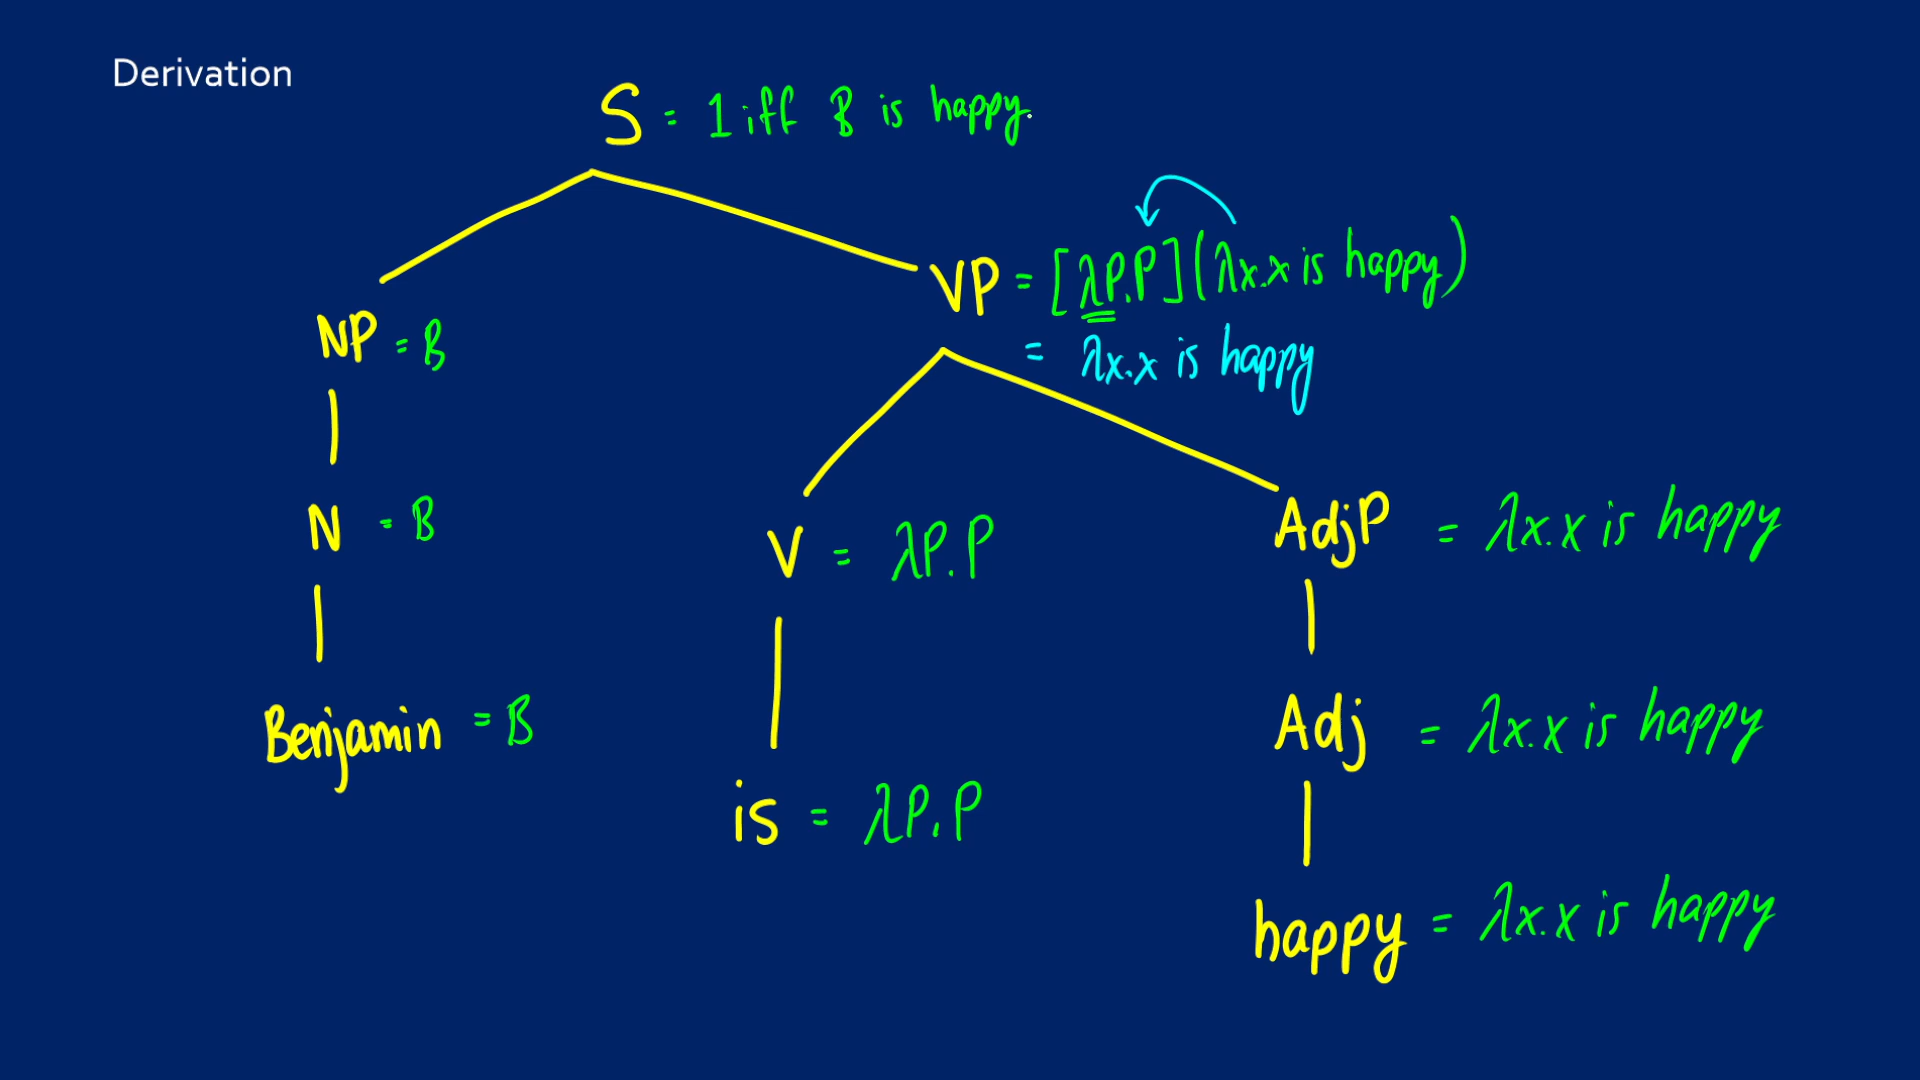 Derivation
S = 1 iff B is happy.
VP = [λP.P](λx.x is happy)
= λx.x is happy
NP = B
N = B
V = λP.P
AdjP = λx.x is happy
Benjamin = B
Adj = λx.x is happy
is = λP.P
happy = λx.x is happy